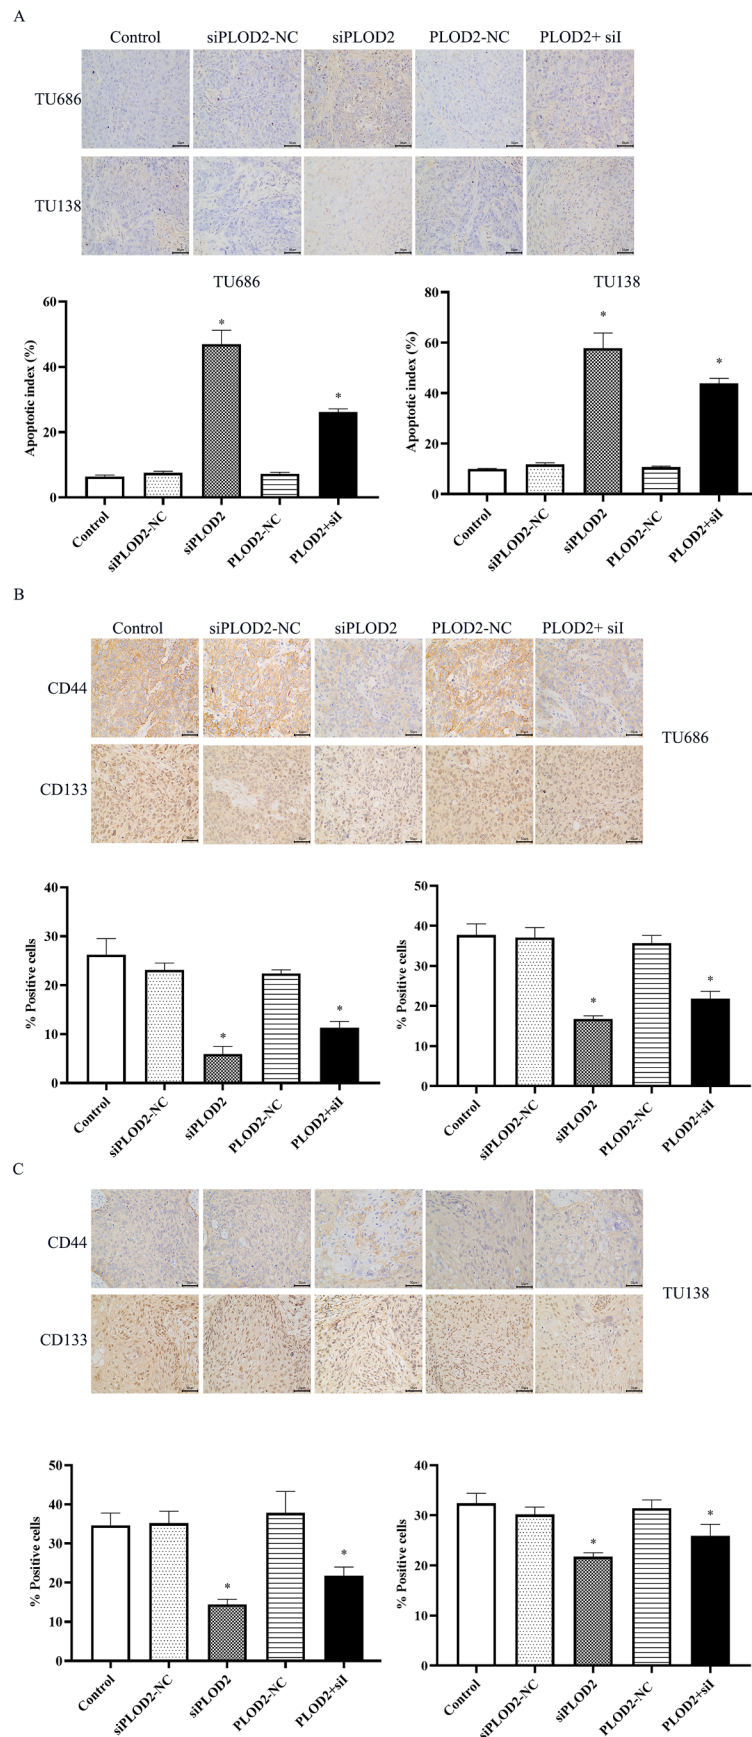 A
Control siPLOD2-NC siPLOD2 PLOD2-NC PLOD2+ siI
TU686
TU138
TU686
60
40
20
0
Apoptotic index (%)
*
*
Control siPLOD2-NC siPLOD2 PLOD2-NC PLOD2+siI
TU138
80
60
40
20
0
Apoptotic index (%)
*
*
Control siPLOD2-NC siPLOD2 PLOD2-NC PLOD2+siI
B
Control siPLOD2-NC siPLOD2 PLOD2-NC PLOD2+ siI
CD44
TU686
CD133
40
30
20
10
0
% Positive cells
*
*
Control siPLOD2-NC siPLOD2 PLOD2-NC PLOD2+siI
50
40
30
20
10
0
% Positive cells
*
*
Control siPLOD2-NC siPLOD2 PLOD2-NC PLOD2+siI
C
CD44
TU138
CD133
50
40
30
20
10
0
% Positive cells
*
*
Control siPLOD2-NC siPLOD2 PLOD2-NC PLOD2+siI
40
30
20
10
0
% Positive cells
*
*
Control siPLOD2-NC siPLOD2 PLOD2-NC PLOD2+siI